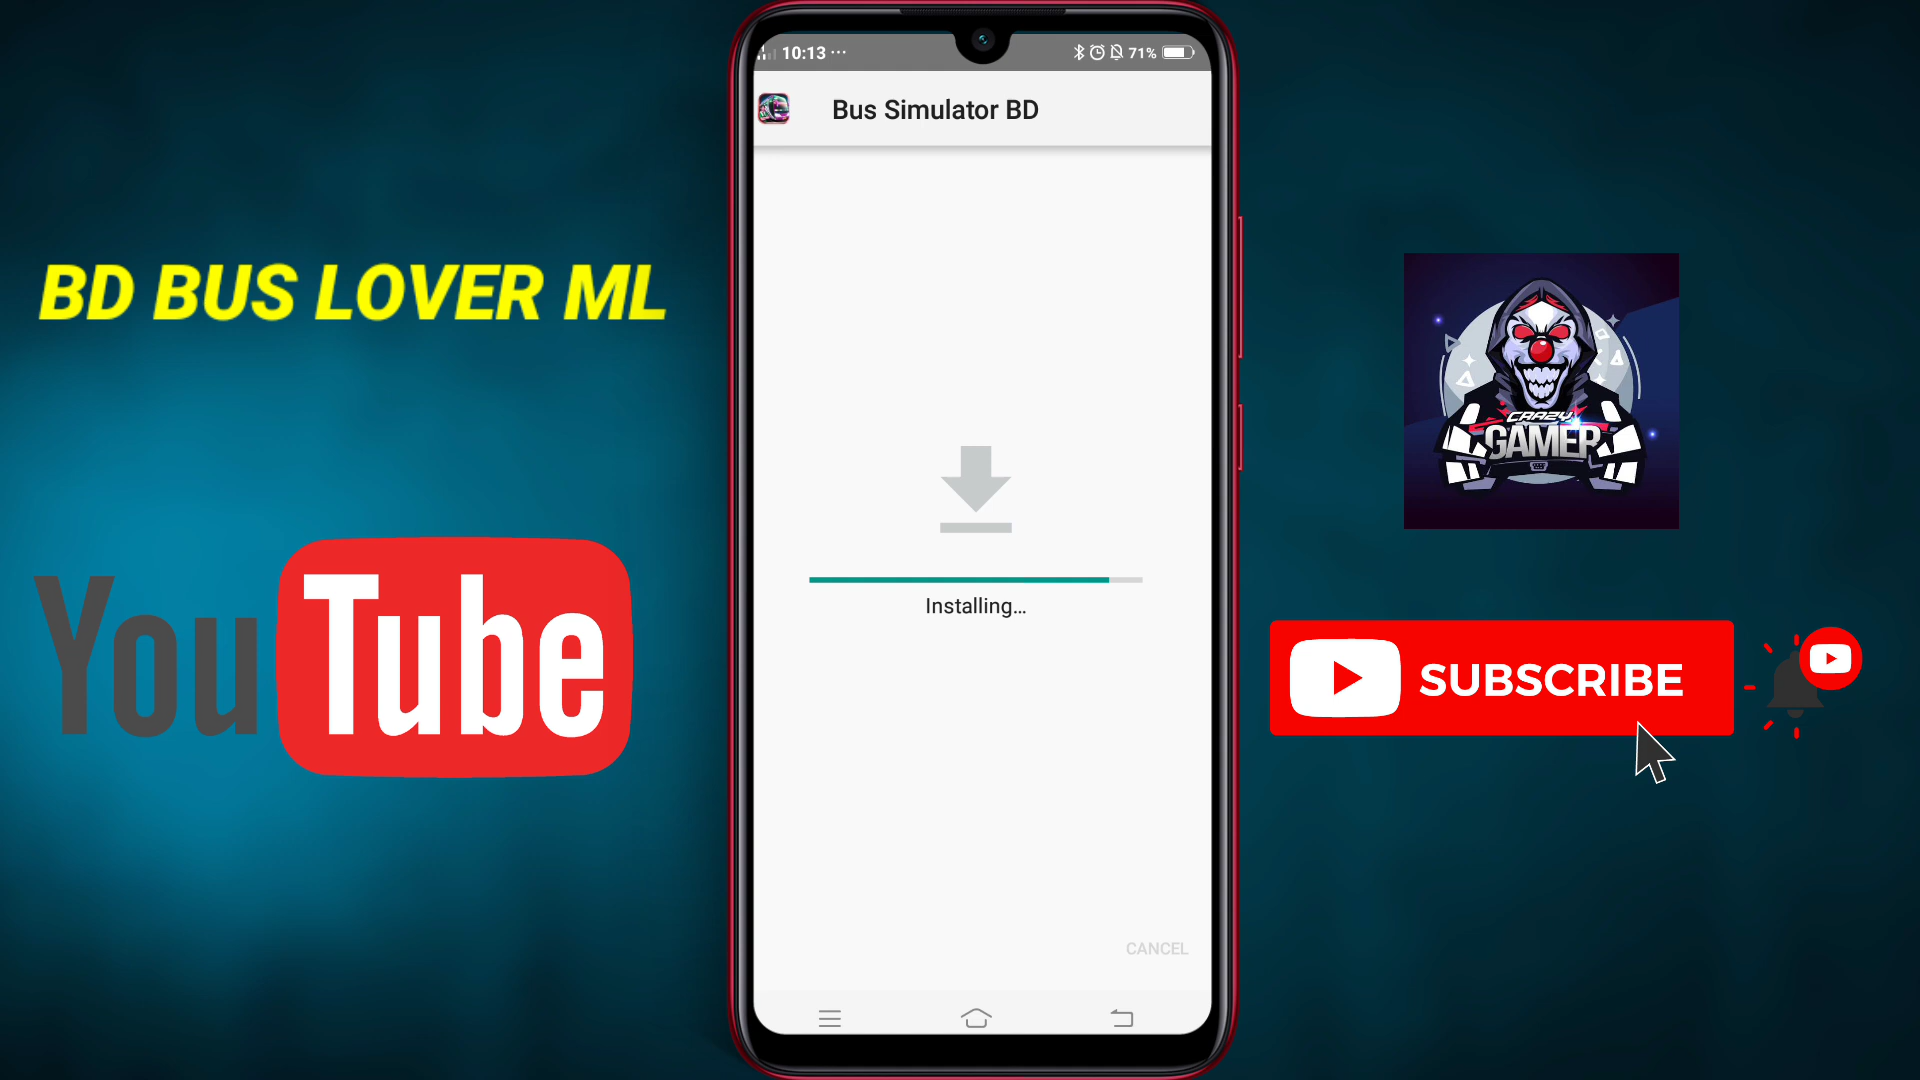 10:13 ...
71%
Bus Simulator BD
BD BUS LOVER ML
YouTube
Installing...
CANCEL
CRAZY
GAMER
SUBSCRIBE